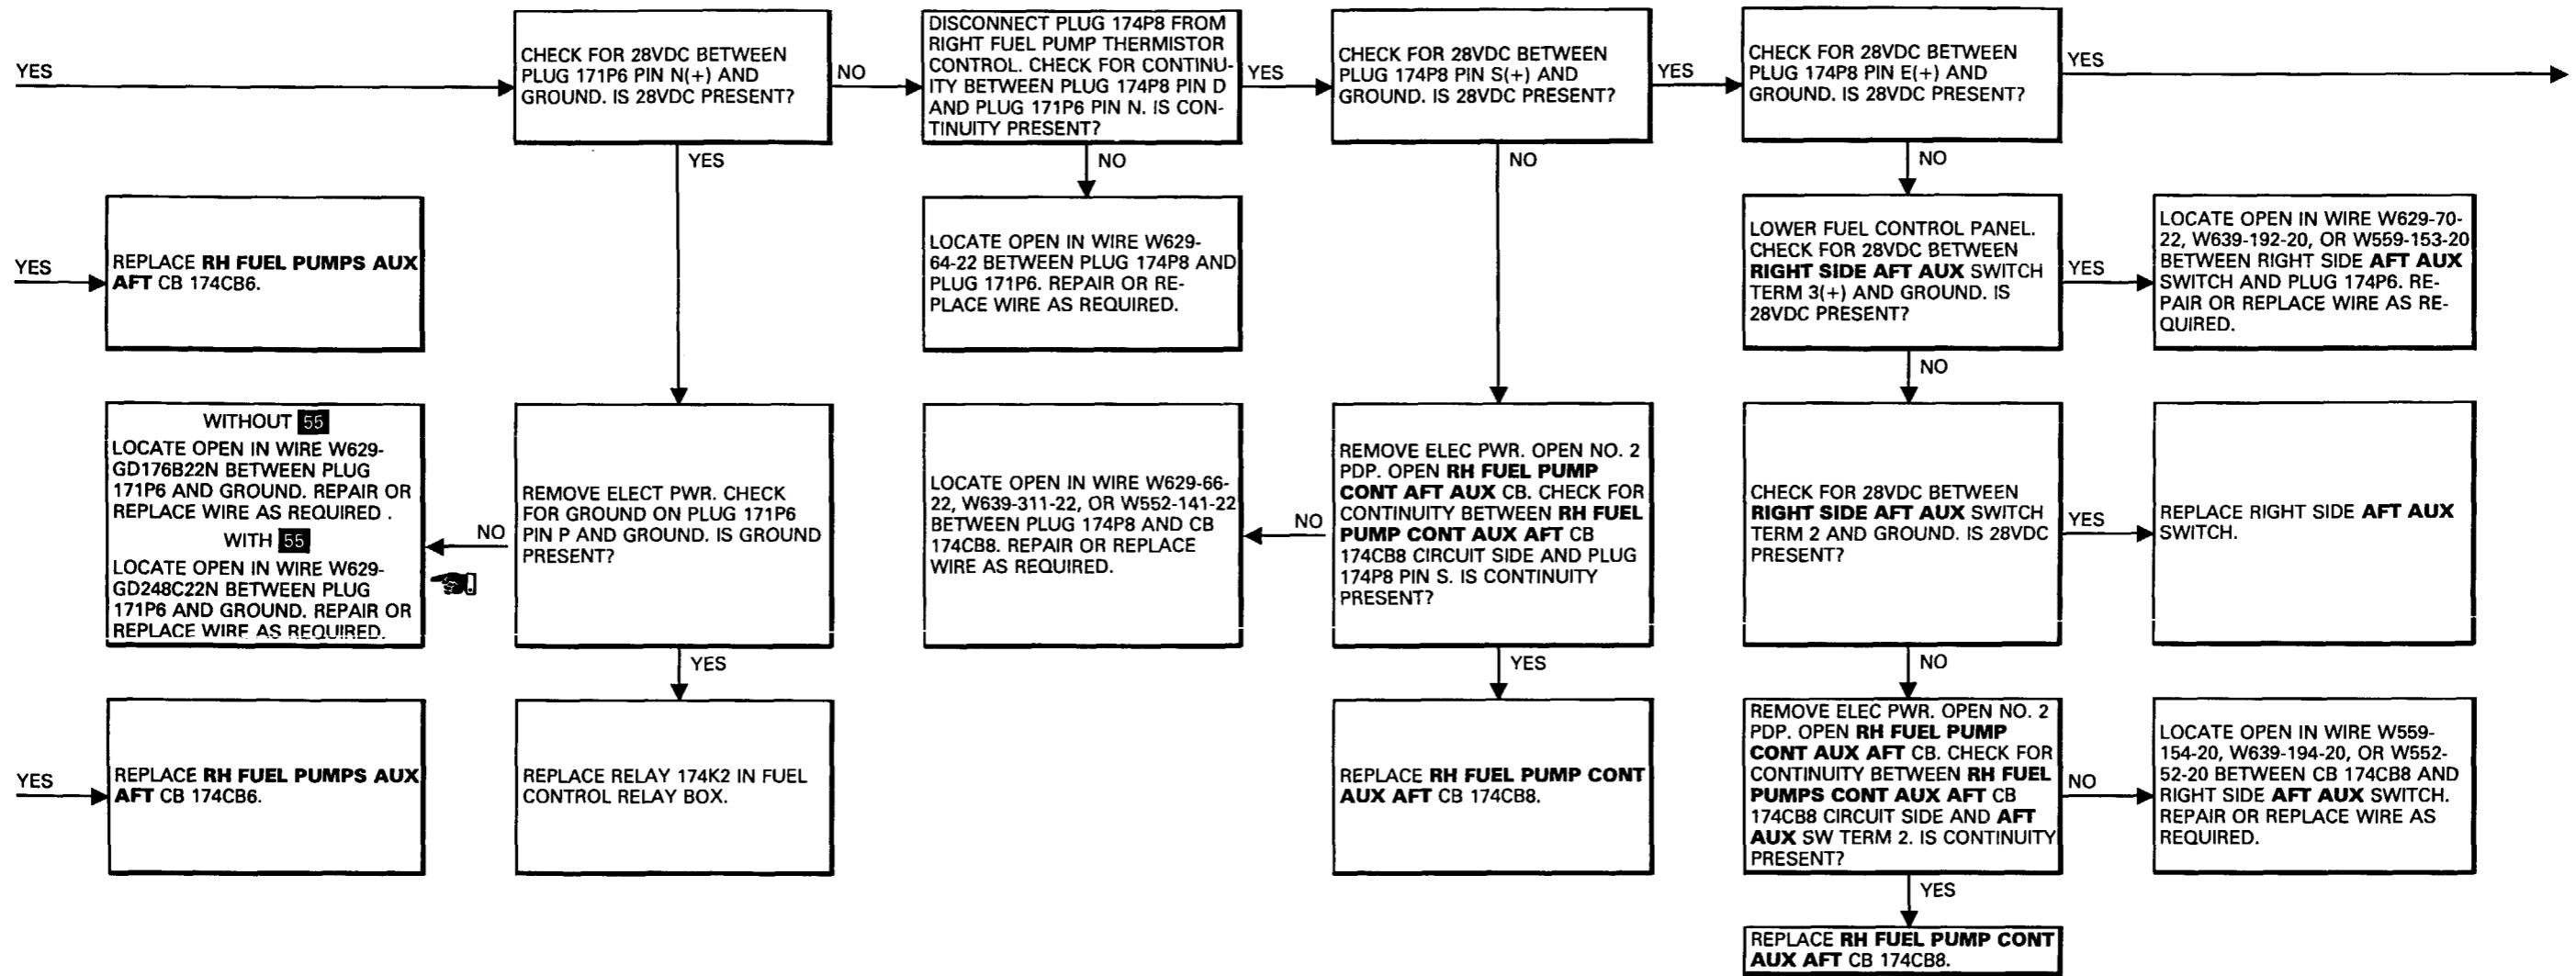 YES
CHECK FOR 28VDC BETWEEN
PLUG 171P6 PIN N(+) AND
GROUND. IS 28VDC PRESENT?
NO
YES
DISCONNECT PLUG 174P8 FROM
RIGHT FUEL PUMP THERMISTOR
CONTROL. CHECK FOR CONTINU-
ITY BETWEEN PLUG 174P8 PIN D
AND PLUG 171P6 PIN N. IS CON-
TINUITY PRESENT?
YES
NO
CHECK FOR 28VDC BETWEEN
PLUG 174P8 PIN S(+) AND
GROUND. IS 28VDC PRESENT?
YES
NO
CHECK FOR 28VDC BETWEEN
PLUG 174P8 PIN E(+) AND
GROUND. IS 28VDC PRESENT?
YES
NO
YES
REPLACE RH FUEL PUMPS AUX
AFT CB 174CB6.
LOCATE OPEN IN WIRE W629-
64-22 BETWEEN PLUG 174P8 AND
PLUG 171P6. REPAIR OR RE-
PLACE WIRE AS REQUIRED.
LOWER FUEL CONTROL PANEL.
CHECK FOR 28VDC BETWEEN
RIGHT SIDE AFT AUX SWITCH
TERM 3(+) AND GROUND. IS
28VDC PRESENT?
YES
NO
LOCATE OPEN IN WIRE W629-70-
22, W639-192-20, OR W559-153-20
BETWEEN RIGHT SIDE AFT AUX
SWITCH AND PLUG 174P6. RE-
PAIR OR REPLACE WIRE AS RE-
QUIRED.
WITHOUT 55
LOCATE OPEN IN WIRE W629-
GD176B22N BETWEEN PLUG
171P6 AND GROUND. REPAIR OR
REPLACE WIRE AS REQUIRED .
WITH 55
LOCATE OPEN IN WIRE W629-
GD248C22N BETWEEN PLUG
171P6 AND GROUND. REPAIR OR
REPLACE WIRE AS REQUIRED.
NO
REMOVE ELECT PWR. CHECK
FOR GROUND ON PLUG 171P6
PIN P AND GROUND. IS GROUND
PRESENT?
YES
LOCATE OPEN IN WIRE W629-66-
22, W639-311-22, OR W552-141-22
BETWEEN PLUG 174P8 AND CB
174CB8. REPAIR OR REPLACE
WIRE AS REQUIRED.
NO
REMOVE ELEC PWR. OPEN NO. 2
PDP. OPEN RH FUEL PUMP
CONT AFT AUX CB. CHECK FOR
CONTINUITY BETWEEN RH FUEL
PUMP CONT AUX AFT CB
174CB8 CIRCUIT SIDE AND PLUG
174P8 PIN S. IS CONTINUITY
PRESENT?
YES
CHECK FOR 28VDC BETWEEN
RIGHT SIDE AFT AUX SWITCH
TERM 2 AND GROUND. IS 28VDC
PRESENT?
YES
NO
REPLACE RIGHT SIDE AFT AUX
SWITCH.
YES
REPLACE RH FUEL PUMPS AUX
AFT CB 174CB6.
REPLACE RELAY 174K2 IN FUEL
CONTROL RELAY BOX.
REPLACE RH FUEL PUMP CONT
AUX AFT CB 174CB8.
REMOVE ELEC PWR. OPEN NO. 2
PDP. OPEN RH FUEL PUMP
CONT AUX AFT CB. CHECK FOR
CONTINUITY BETWEEN RH FUEL
PUMPS CONT AUX AFT CB
174CB8 CIRCUIT SIDE AND AFT
AUX SW TERM 2. IS CONTINUITY
PRESENT?
NO
YES
LOCATE OPEN IN WIRE W559-
154-20, W639-194-20, OR W552-
52-20 BETWEEN CB 174CB8 AND
RIGHT SIDE AFT AUX SWITCH.
REPAIR OR REPLACE WIRE AS
REQUIRED.
REPLACE RH FUEL PUMP CONT
AUX AFT CB 174CB8.